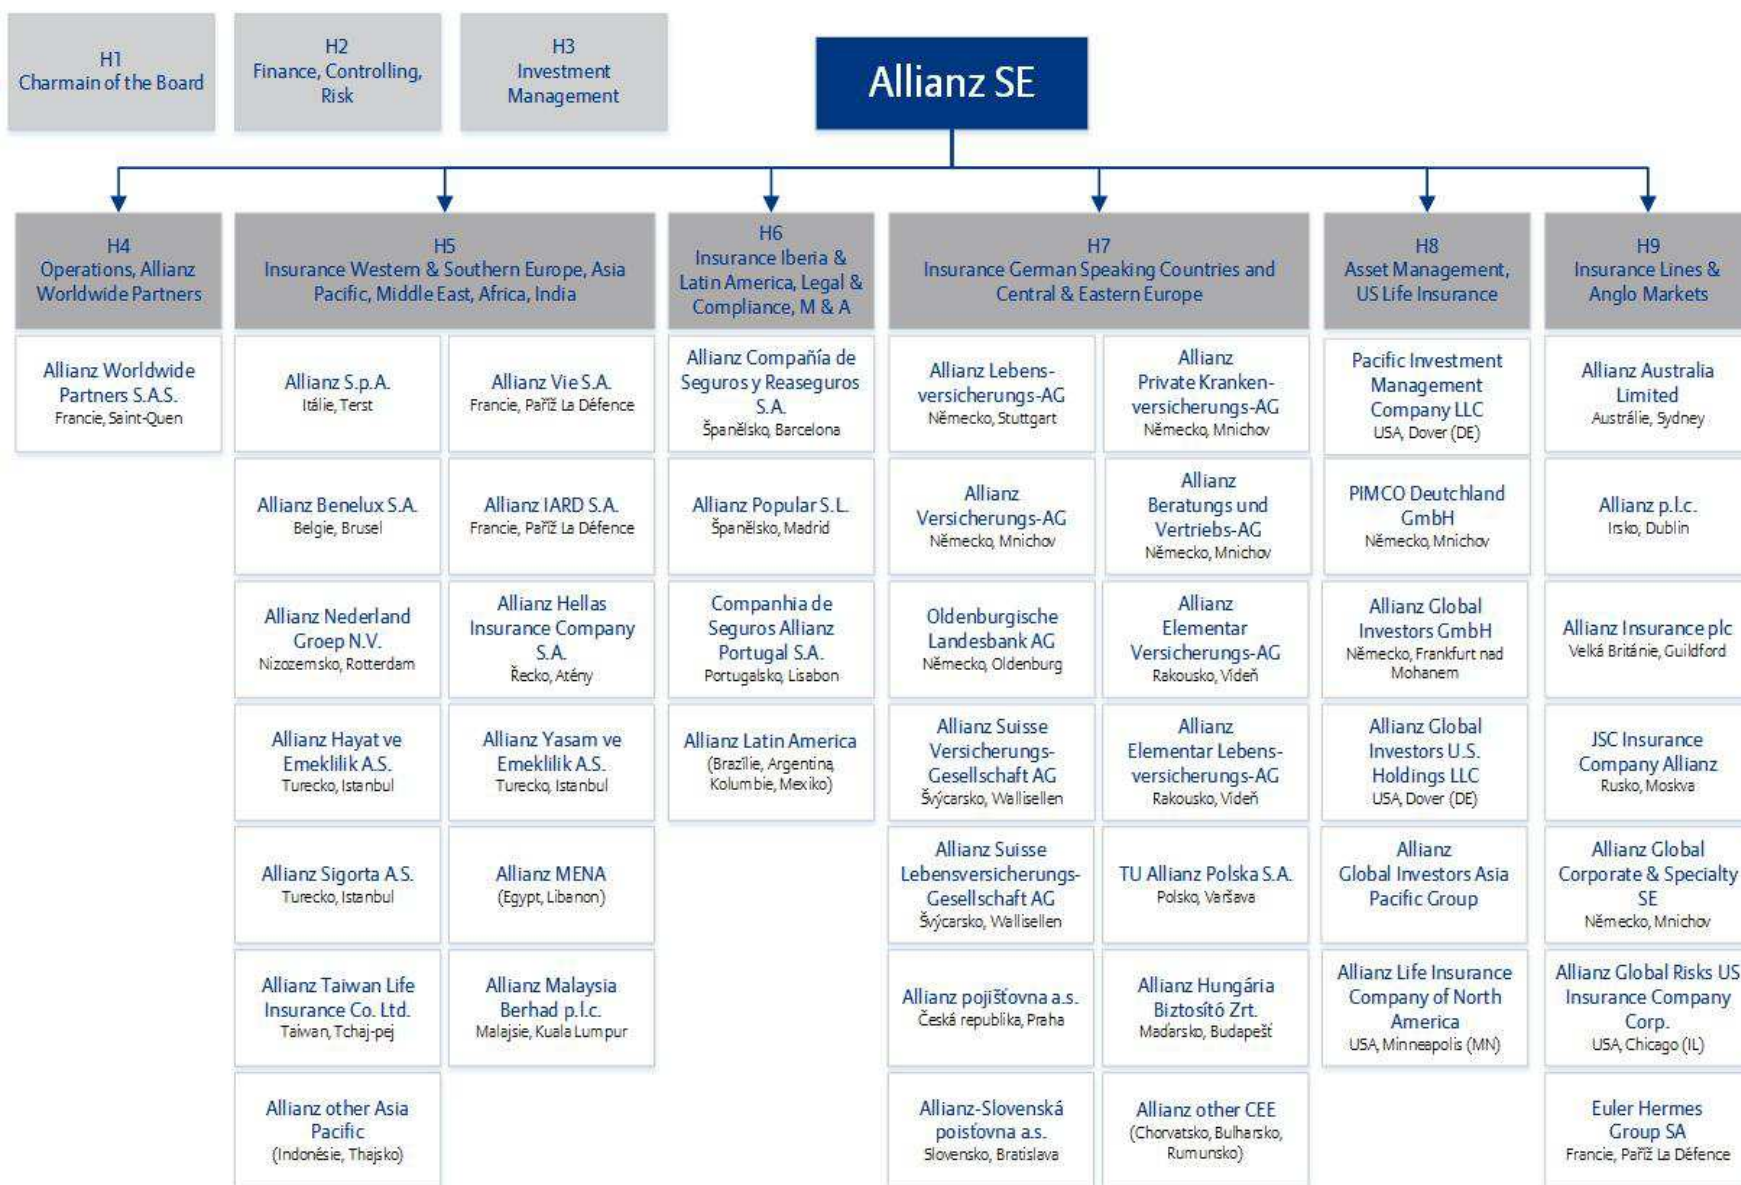 H1
Charmain of the Board
H2
Finance, Controlling,
Risk
H3
Investment
Management
Allianz SE
H4
Operations, Allianz
Worldwide Partners
H5
Insurance Western & Southern Europe, Asia
Pacific, Middle East, Africa, India
H6
Insurance Iberia &
Latin America, Legal &
Compliance, M & A
H7
Insurance German Speaking Countries and
Central & Eastern Europe
H8
Asset Management,
US Life Insurance
H9
Insurance Lines &
Anglo Markets
Allianz Worldwide
Partners S.A.S.
Francie, Saint-Quen
Allianz S.p.A.
Itálie, Terst
Allianz Vie S.A.
Francie, Paříž La Défence
Allianz Compañía de
Seguros y Reaseguros
S.A.
Španělsko, Barcelona
Allianz Lebens-
versicherungs-AG
Německo, Stuttgart
Allianz
Private Kranken-
versicherungs-AG
Německo, Mnichov
Pacific Investment
Management
Company LLC
USA, Dover (DE)
Allianz Australia
Limited
Austrálie, Sydney
Allianz Benelux S.A.
Belgie, Brusel
Allianz IARD S.A.
Francie, Paříž La Défence
Allianz Popular S.L.
Španělsko, Madrid
Allianz
Versicherungs-AG
Německo, Mnichov
Allianz
Beratungs und
Vertriebs-AG
Německo, Mnichov
PIMCO Deutchland
GmbH
Německo, Mnichov
Allianz p.l.c.
Irsko, Dublin
Allianz Nederland
Groep N.V.
Nizozemsko, Rotterdam
Allianz Hellas
Insurance Company
S.A.
Řecko, Atény
Companhia de
Seguros Allianz
Portugal S.A.
Portugalsko, Lisabon
Oldenburgische
Landesbank AG
Německo, Oldenburg
Allianz
Elementar
Versicherungs-AG
Rakousko, Vídeň
Allianz Global
Investors GmbH
Německo, Frankfurt nad
Mohanem
Allianz Insurance plc
Velká Británie, Guildford
Allianz Hayat ve
Emeklilik A.S.
Turecko, Istanbul
Allianz Yasam ve
Emeklilik A.S.
Turecko, Istanbul
Allianz Latin America
(Brazílie, Argentina,
Kolumbie, Mexiko)
Allianz Suisse
Versicherungs-
Gesellschaft AG
Švýcarsko, Wallisellen
Allianz
Elementar Lebens-
versicherungs-AG
Rakousko, Vídeň
Allianz Global
Investors U.S.
Holdings LLC
USA, Dover (DE)
JSC Insurance
Company Allianz
Rusko, Moskva
Allianz Sigorta A.S.
Turecko, Istanbul
Allianz MENA
(Egypt, Libanon)
Allianz Suisse
Lebensversicherungs-
Gesellschaft AG
Švýcarsko, Wallisellen
TU Allianz Polska S.A.
Polsko, Varšava
Allianz
Global Investors Asia
Pacific Group
Allianz Global
Corporate & Specialty
SE
Německo, Mnichov
Allianz Taiwan Life
Insurance Co. Ltd.
Taiwan, Tchaj-pej
Allianz Malaysia
Berhad p.l.c.
Malajsie, Kuala Lumpur
Allianz pojišťovna a.s.
Česká republika, Praha
Allianz Hungária
Biztosító Zrt.
Maďarsko, Budapešť
Allianz Life Insurance
Company of North
America
USA, Minneapolis (MN)
Allianz Global Risks US
Insurance Company
Corp.
USA, Chicago (IL)
Allianz other Asia
Pacific
(Indonésie, Thajsko)
Allianz-Slovenská
poisťovna a.s.
Slovensko, Bratislava
Allianz other CEE
(Chorvatsko, Bulharsko,
Rumunsko)
Euler Hermes
Group SA
Francie, Paříž La Défence